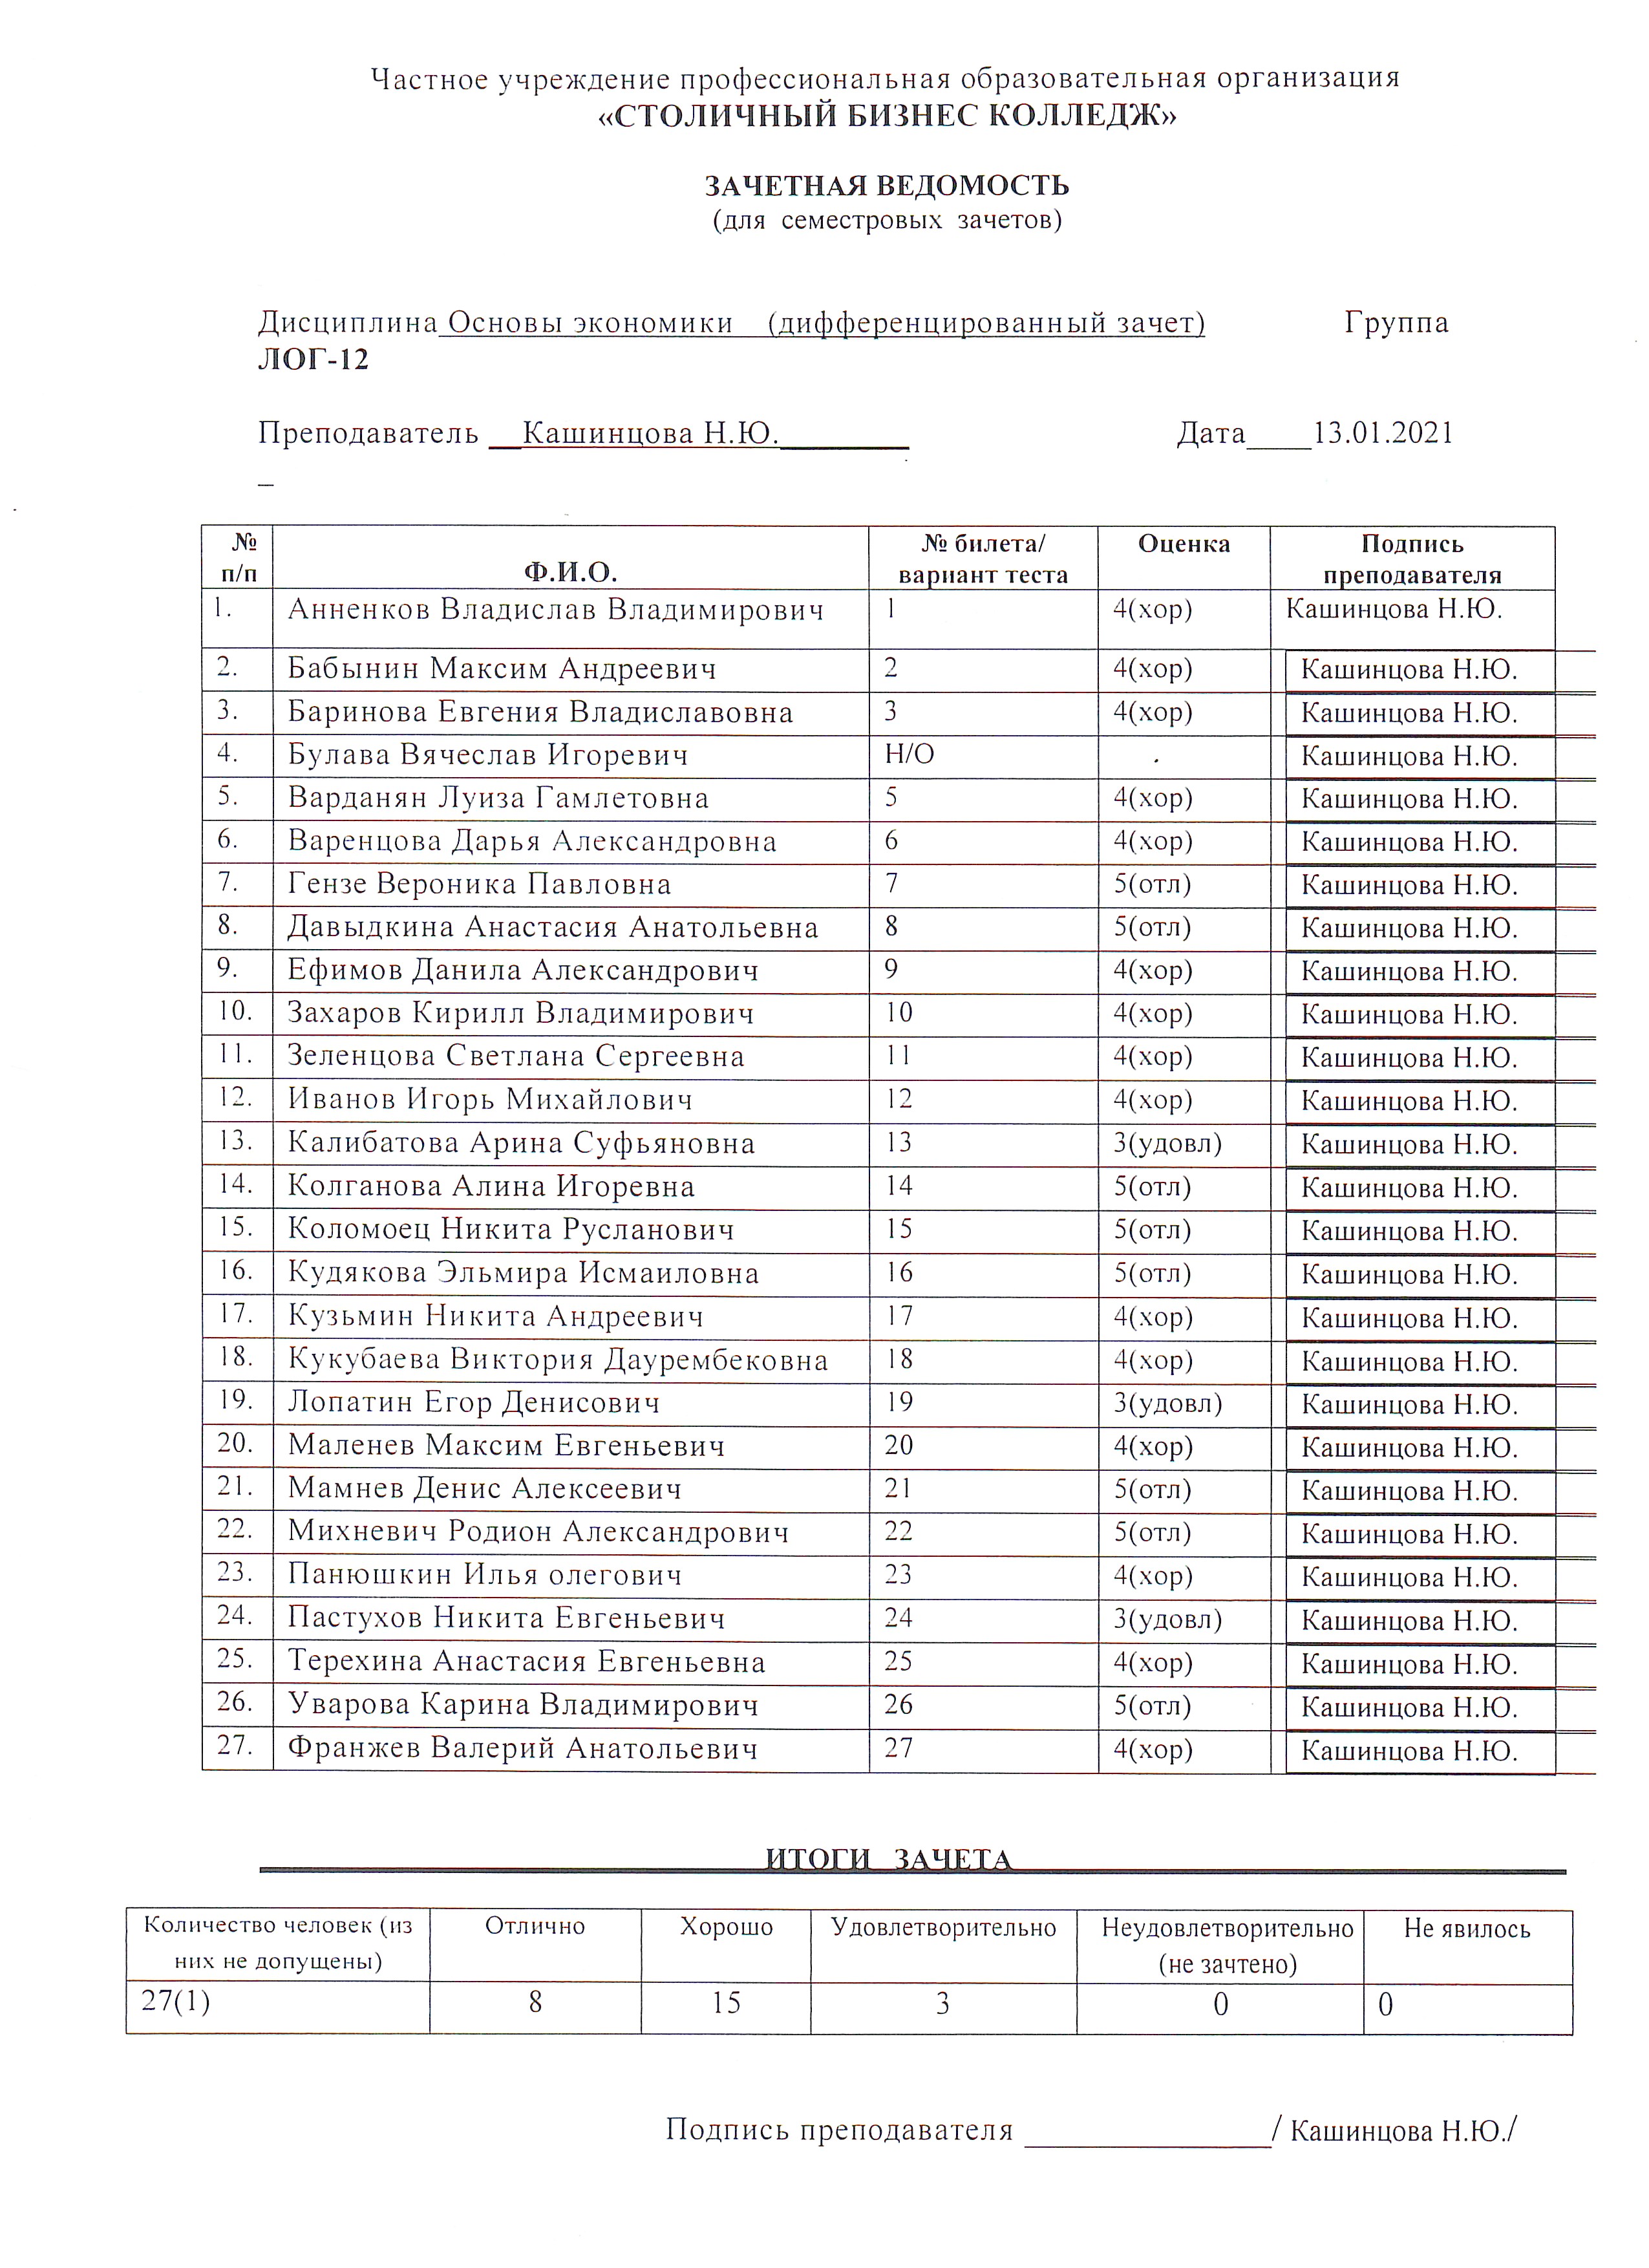 Частное учреждение профессиональная образовательная организация
«СТОЛИЧНЫЙ БИЗНЕС КОЛЛЕДЖ»
ЗАЧЕТНАЯ ВЕДОМОСТЬ
(для семестровых зачетов)
Дисциплина Основы экономики (дифференцированный зачет) Группа
ЛОГ-12
Преподаватель __Кашинцова Н.Ю.________ Дата____13.01.2021
_
№ п/п Ф.И.О. № билета/ вариант теста Оценка Подпись преподавателя
1. Анненков Владислав Владимирович 1 4(хор) Кашинцова Н.Ю.
2. Бабынин Максим Андреевич 2 4(хор) Кашинцова Н.Ю.
3. Баринова Евгения Владиславовна 3 4(хор) Кашинцова Н.Ю.
4. Булава Вячеслав Игоревич Н/О Кашинцова Н.Ю.
5. Варданян Луиза Гамлетовна 5 4(хор) Кашинцова Н.Ю.
6. Варенцова Дарья Александровна 6 4(хор) Кашинцова Н.Ю.
7. Гензе Вероника Павловна 7 5(отл) Кашинцова Н.Ю.
8. Давыдкина Анастасия Анатольевна 8 5(отл) Кашинцова Н.Ю.
9. Ефимов Данила Александрович 9 4(хор) Кашинцова Н.Ю.
10. Захаров Кирилл Владимирович 10 4(хор) Кашинцова Н.Ю.
11. Зеленцова Светлана Сергеевна 11 4(хор) Кашинцова Н.Ю.
12. Иванов Игорь Михайлович 12 4(хор) Кашинцова Н.Ю.
13. Калибатова Арина Суфьяновна 13 3(удовл) Кашинцова Н.Ю.
14. Колганова Алина Игоревна 14 5(отл) Кашинцова Н.Ю.
15. Коломоец Никита Русланович 15 5(отл) Кашинцова Н.Ю.
16. Кудякова Эльмира Исмаиловна 16 5(отл) Кашинцова Н.Ю.
17. Кузьмин Никита Андреевич 17 4(хор) Кашинцова Н.Ю.
18. Кукубаева Виктория Даурембековна 18 4(хор) Кашинцова Н.Ю.
19. Лопатин Егор Денисович 19 3(удовл) Кашинцова Н.Ю.
20. Маленев Максим Евгеньевич 20 4(хор) Кашинцова Н.Ю.
21. Мамнев Денис Алексеевич 21 5(отл) Кашинцова Н.Ю.
22. Михневич Родион Александрович 22 5(отл) Кашинцова Н.Ю.
23. Панюшкин Илья олегович 23 4(хор) Кашинцова Н.Ю.
24. Пастухов Никита Евгеньевич 24 3(удовл) Кашинцова Н.Ю.
25. Терехина Анастасия Евгеньевна 25 4(хор) Кашинцова Н.Ю.
26. Уварова Карина Владимирович 26 5(отл) Кашинцова Н.Ю.
27. Франжев Валерий Анатольевич 27 4(хор) Кашинцова Н.Ю.
ИТОГИ ЗАЧЕТА
Количество человек (из них не допущены) Отлично Хорошо Удовлетворительно Неудовлетворительно (не зачтено) Не явилось
27(1) 8 15 3 0 0
Подпись преподавателя _______________/ Кашинцова Н.Ю./